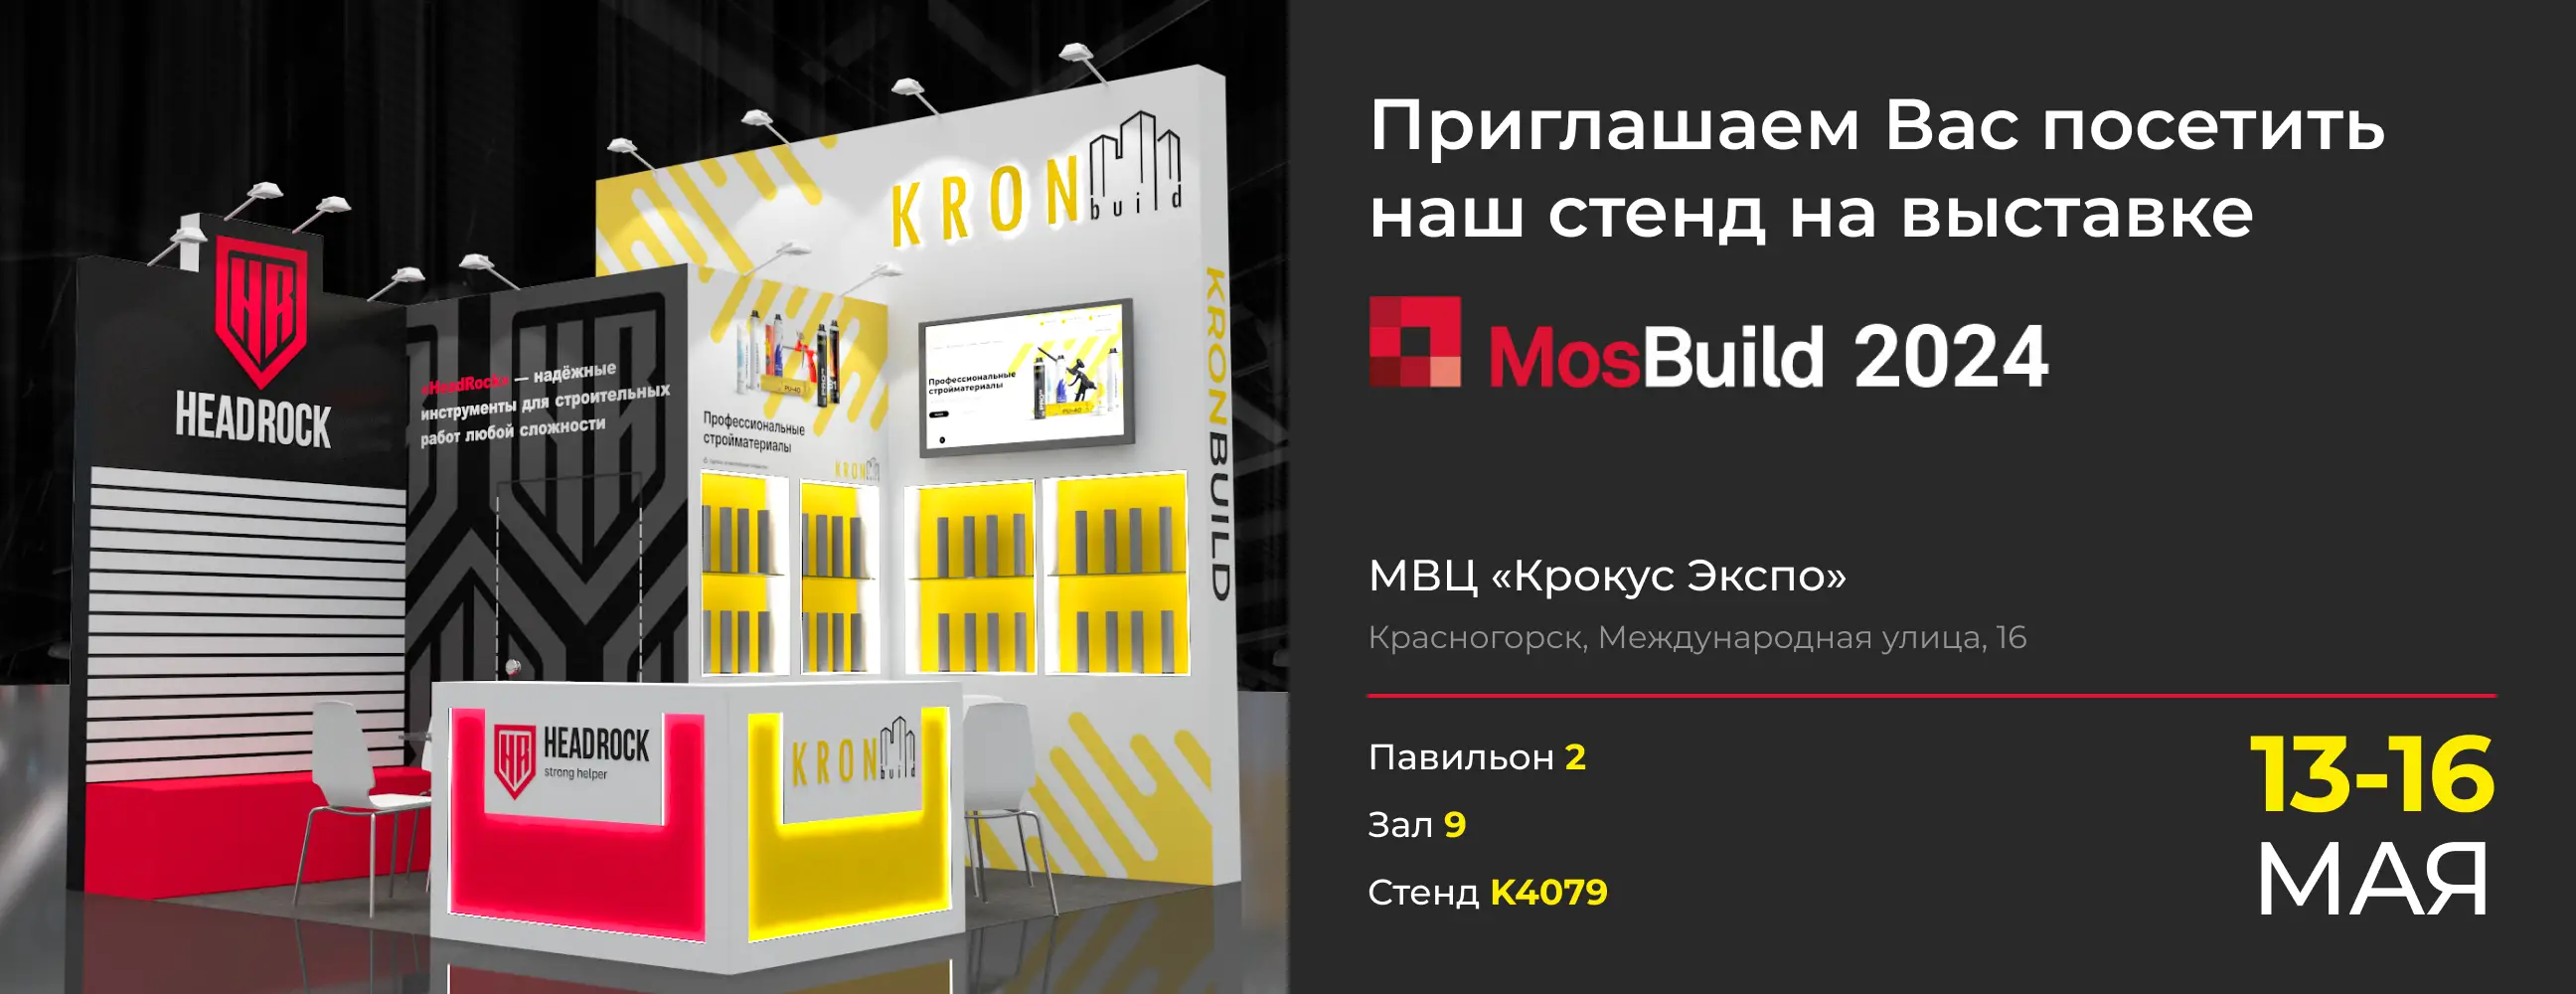 HEADROCK
«HeadRock» — надёжные
инструменты для строительных
работ любой сложности
KRON
build
Профессиональные
стройматериалы
KRON
Профессиональные
стройматериалы
KRONBUILD
HEADROCK
strong helper
KRON
build
Приглашаем Вас посетить
наш стенд на выставке
MosBuild 2024
МВЦ «Крокус Экспо»
Красногорск, Международная улица, 16
Павильон 2
Зал 9
Стенд K4079
13-16
МАЯ